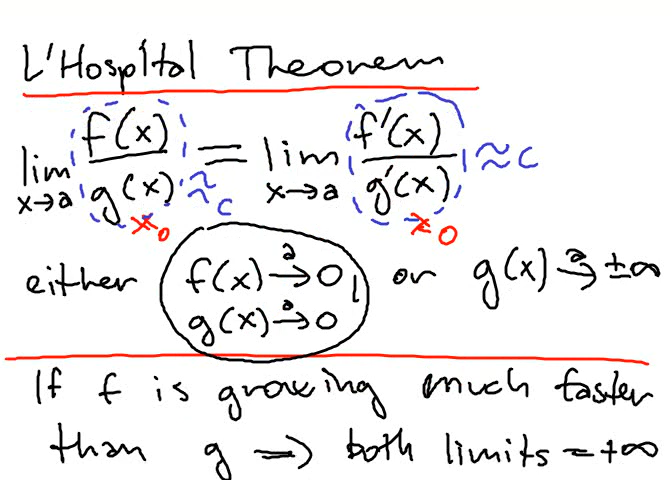 L'Hospital Theorem
lim x→a f(x)/g(x) ≈ c = lim x→a f'(x)/g'(x) ≈ c
≠0 ≠0
either f(x) →a 0, g(x) →a 0 or g(x) →a ±∞
If f is growing much faster
than g ⇒ both limits = +∞